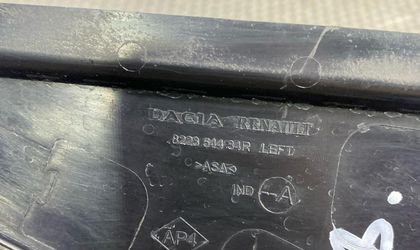 DACIA RENAULT
8223 644 34R LEFT
>ASA<
IND -A
AP4